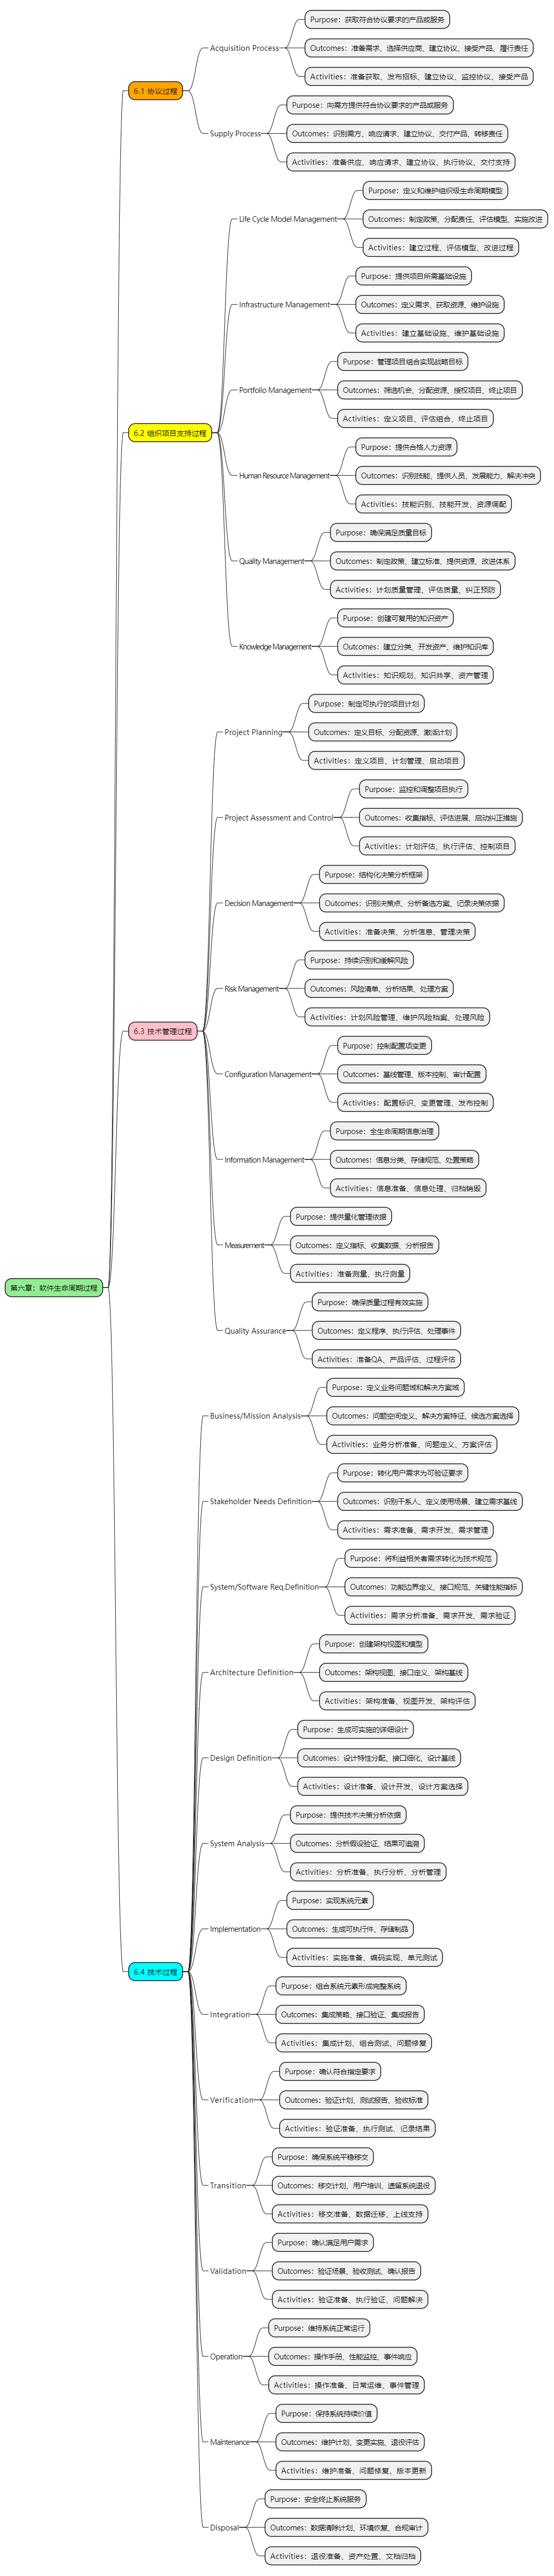 第六章：软件生命周期过程
6.1 协议过程
Acquisition Process
Purpose：获取符合协议要求的产品或服务
Outcomes：准备需求、选择供应商、建立协议、接受产品、履行责任
Activities：准备获取、发布招标、建立协议、监控协议、接受产品
Supply Process
Purpose：向需方提供符合协议要求的产品或服务
Outcomes：识别需方、响应请求、建立协议、交付产品、转移责任
Activities：准备供应、响应请求、建立协议、执行协议、交付支持
6.2 组织项目支持过程
Life Cycle Model Management
Purpose：定义和维护组织级生命周期模型
Outcomes：制定政策、分配责任、评估模型、实施改进
Activities：建立过程、评估模型、改进过程
Infrastructure Management
Purpose：提供项目所需基础设施
Outcomes：定义需求、获取资源、维护设施
Activities：建立基础设施、维护基础设施
Portfolio Management
Purpose：管理项目组合实现战略目标
Outcomes：筛选机会、分配资源、授权项目、终止项目
Activities：定义项目、评估组合、终止项目
Human Resource Management
Purpose：提供合格人力资源
Outcomes：识别技能、提供人员、发展能力、解决冲突
Activities：技能识别、技能开发、资源调配
Quality Management
Purpose：确保满足质量目标
Outcomes：制定政策、建立标准、提供资源、改进体系
Activities：计划质量管理、评估质量、纠正预防
Knowledge Management
Purpose：创建可复用的知识资产
Outcomes：建立分类、开发资产、维护知识库
Activities：知识规划、知识共享、资产管理
6.3 技术管理过程
Project Planning
Purpose：制定可执行的项目计划
Outcomes：定义目标、分配资源、激活计划
Activities：定义项目、计划管理、启动项目
Project Assessment and Control
Purpose：监控和调整项目执行
Outcomes：收集指标、评估进展、启动纠正措施
Activities：计划评估、执行评估、控制项目
Decision Management
Purpose：结构化决策分析框架
Outcomes：识别决策点、分析备选方案、记录决策依据
Activities：准备决策、分析信息、管理决策
Risk Management
Purpose：持续识别和缓解风险
Outcomes：风险清单、分析结果、处理方案
Activities：计划风险管理、维护风险档案、处理风险
Configuration Management
Purpose：控制配置项变更
Outcomes：基线管理、版本控制、审计配置
Activities：配置标识、变更管理、发布控制
Information Management
Purpose：全生命周期信息治理
Outcomes：信息分类、存储规范、处置策略
Activities：信息准备、信息处理、归档销毁
Measurement
Purpose：提供量化管理依据
Outcomes：定义指标、收集数据、分析报告
Activities：准备测量、执行测量
Quality Assurance
Purpose：确保质量过程有效实施
Outcomes：定义程序、执行评估、处理事件
Activities：准备QA、产品评估、过程评估
6.4 技术过程
Business/Mission Analysis
Purpose：定义业务问题域和解决方案域
Outcomes：问题空间定义、解决方案特征、候选方案选择
Activities：业务分析准备、问题定义、方案评估
Stakeholder Needs Definition
Purpose：转化用户需求为可验证要求
Outcomes：识别干系人、定义使用场景、建立需求基线
Activities：需求准备、需求开发、需求管理
System/Software Req.Definition
Purpose：将利益相关者需求转化为技术规范
Outcomes：功能边界定义、接口规范、关键性能指标
Activities：需求分析准备、需求开发、需求验证
Architecture Definition
Purpose：创建架构视图和模型
Outcomes：架构视图、接口定义、架构基线
Activities：架构准备、视图开发、架构评估
Design Definition
Purpose：生成可实施的详细设计
Outcomes：设计特性分配、接口细化、设计基线
Activities：设计准备、设计开发、设计方案选择
System Analysis
Purpose：提供技术决策分析依据
Outcomes：分析假设验证、结果可追溯
Activities：分析准备、执行分析、分析管理
Implementation
Purpose：实现系统元素
Outcomes：生成可执行件、存储制品
Activities：实施准备、编码实现、单元测试
Integration
Purpose：组合系统元素形成完整系统
Outcomes：集成策略、接口验证、集成报告
Activities：集成计划、组合测试、问题修复
Verification
Purpose：确认符合指定要求
Outcomes：验证计划、测试报告、验收标准
Activities：验证准备、执行测试、记录结果
Transition
Purpose：确保系统平稳移交
Outcomes：移交计划、用户培训、遗留系统退役
Activities：移交准备、数据迁移、上线支持
Validation
Purpose：确认满足用户需求
Outcomes：验证场景、验收测试、确认报告
Activities：验证准备、执行验证、问题解决
Operation
Purpose：维持系统正常运行
Outcomes：操作手册、性能监控、事件响应
Activities：操作准备、日常运维、事件管理
Maintenance
Purpose：保持系统持续价值
Outcomes：维护计划、变更实施、退役评估
Activities：维护准备、问题修复、版本更新
Disposal
Purpose：安全终止系统服务
Outcomes：数据清除计划、环境恢复、合规审计
Activities：退役准备、资产处置、文档归档